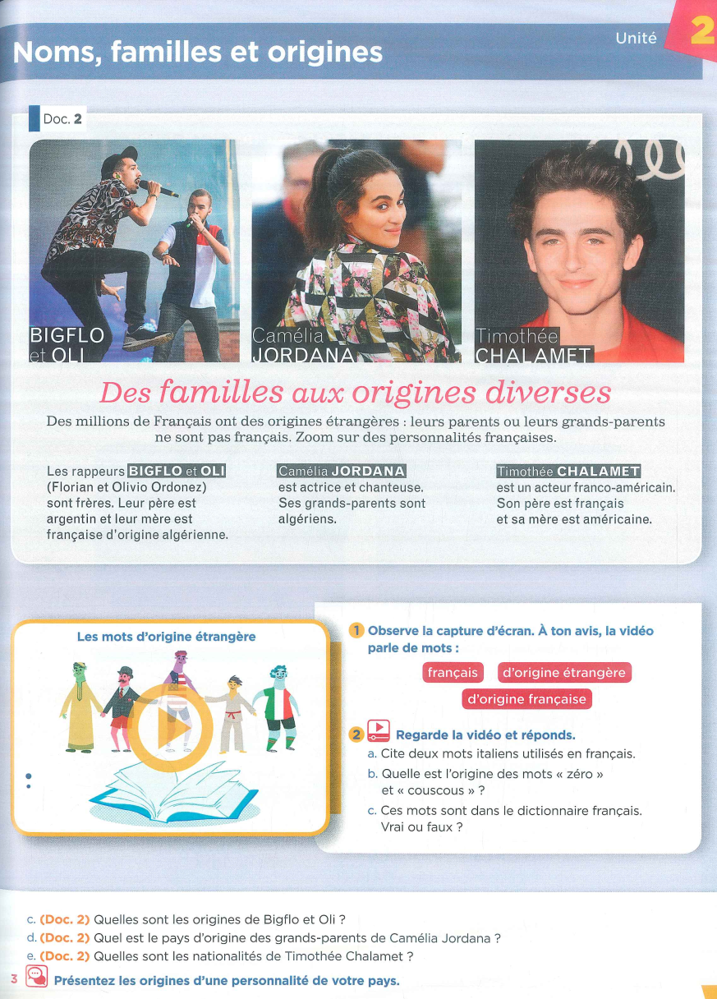 Noms, familles et origines
Unité 2
Doc. 2
BIGFLO
et OLI
Camélia
JORDANA
Timothée
CHALAMET
Des familles aux origines diverses
Des millions de Français ont des origines étrangères : leurs parents ou leurs grands-parents
ne sont pas français. Zoom sur des personnalités françaises.
Les rappeurs BIGFLO et OLI
(Florian et Olivio Ordonez)
sont frères. Leur père est
argentin et leur mère est
française d'origine algérienne.
Camélia JORDANA
est actrice et chanteuse.
Ses grands-parents sont
algériens.
Timothée CHALAMET
est un acteur franco-américain.
Son père est français
et sa mère est américaine.
Les mots d'origine étrangère
1 Observe la capture d'écran. À ton avis, la vidéo
parle de mots :
français d'origine étrangère
d'origine française
2 Regarde la vidéo et réponds.
a. Cite deux mots italiens utilisés en français.
b. Quelle est l'origine des mots « zéro »
et « couscous » ?
c. Ces mots sont dans le dictionnaire français.
Vrai ou faux ?
c. (Doc. 2) Quelles sont les origines de Bigflo et Oli ?
d. (Doc. 2) Quel est le pays d'origine des grands-parents de Camélia Jordana ?
e. (Doc. 2) Quelles sont les nationalités de Timothée Chalamet ?
3 Présentez les origines d'une personnalité de votre pays.